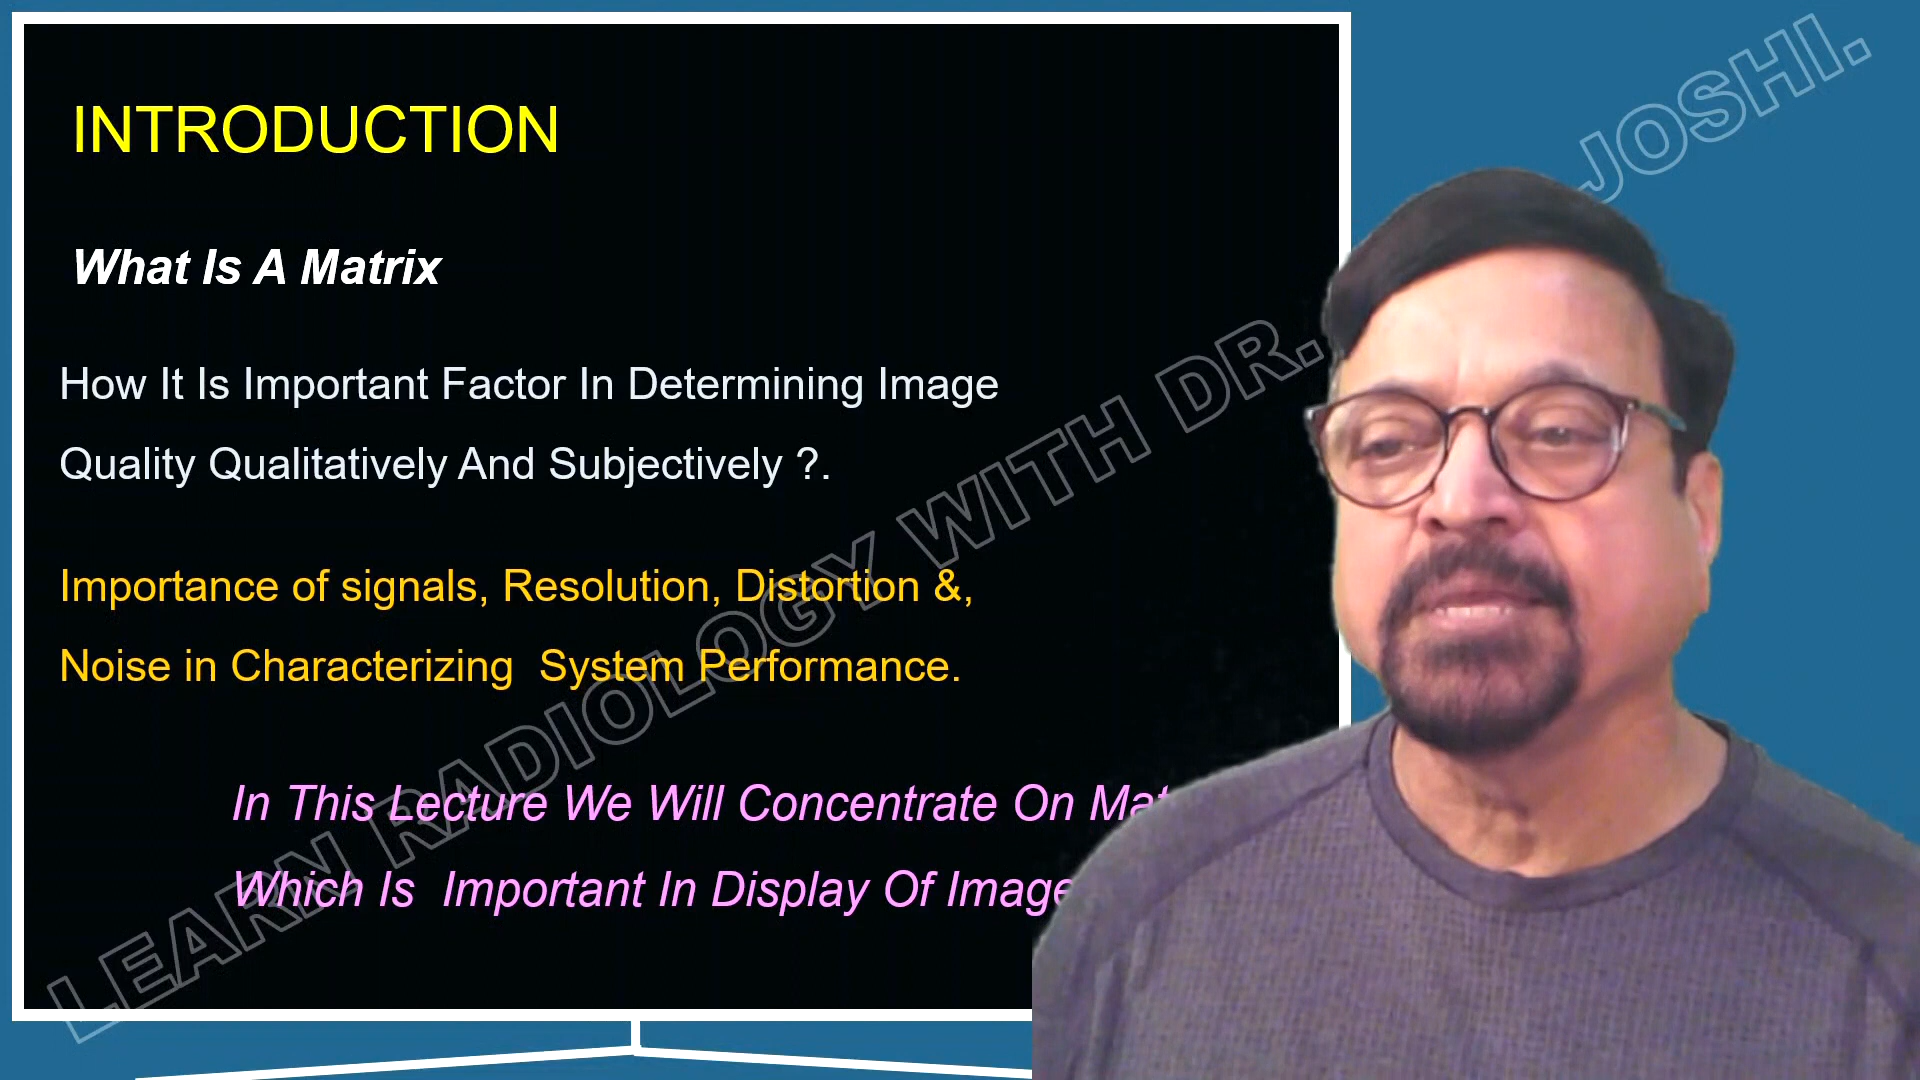 INTRODUCTION
What Is A Matrix
How It Is Important Factor In Determining Image
Quality Qualitatively And Subjectively ?.
Importance of signals, Resolution, Distortion &,
Noise in Characterizing  System Performance.
In This Lecture We Will Concentrate On
Which Is  Important In Display Of
LEARN RADIOLOGY WITH DR. JOSHI.